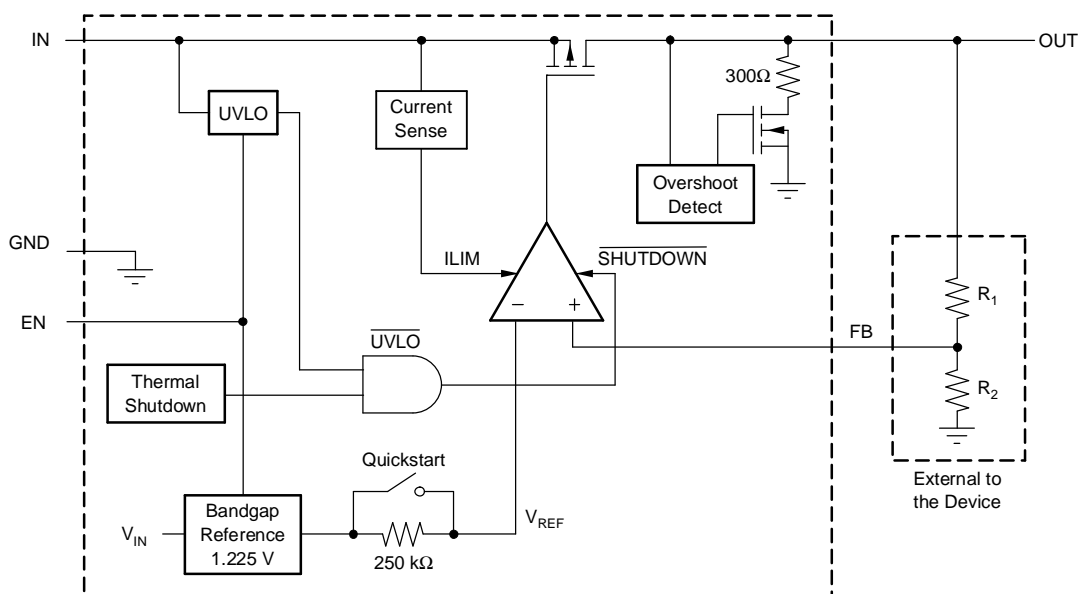 IN
OUT
300Ω
UVLO
Current
Sense
Overshoot
Detect
GND
ILIM
SHUTDOWN
R1
− +
EN
FB
UVLO
Thermal
Shutdown
R2
Quickstart
External to
the Device
VIN
Bandgap
Reference
1.225 V
VREF
250 kΩ